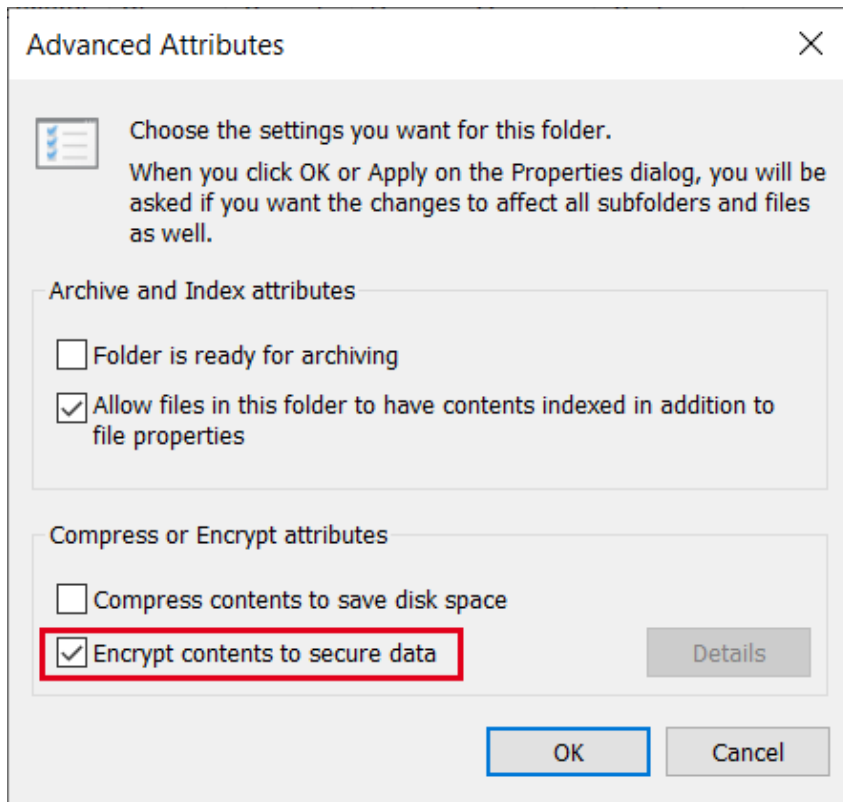 Advanced Attributes
Choose the settings you want for this folder.
When you click OK or Apply on the Properties dialog, you will be
asked if you want the changes to affect all subfolders and files
as well.
Archive and Index attributes
Folder is ready for archiving
Allow files in this folder to have contents indexed in addition to
file properties
Compress or Encrypt attributes
Compress contents to save disk space
Encrypt contents to secure data
Details
OK
Cancel